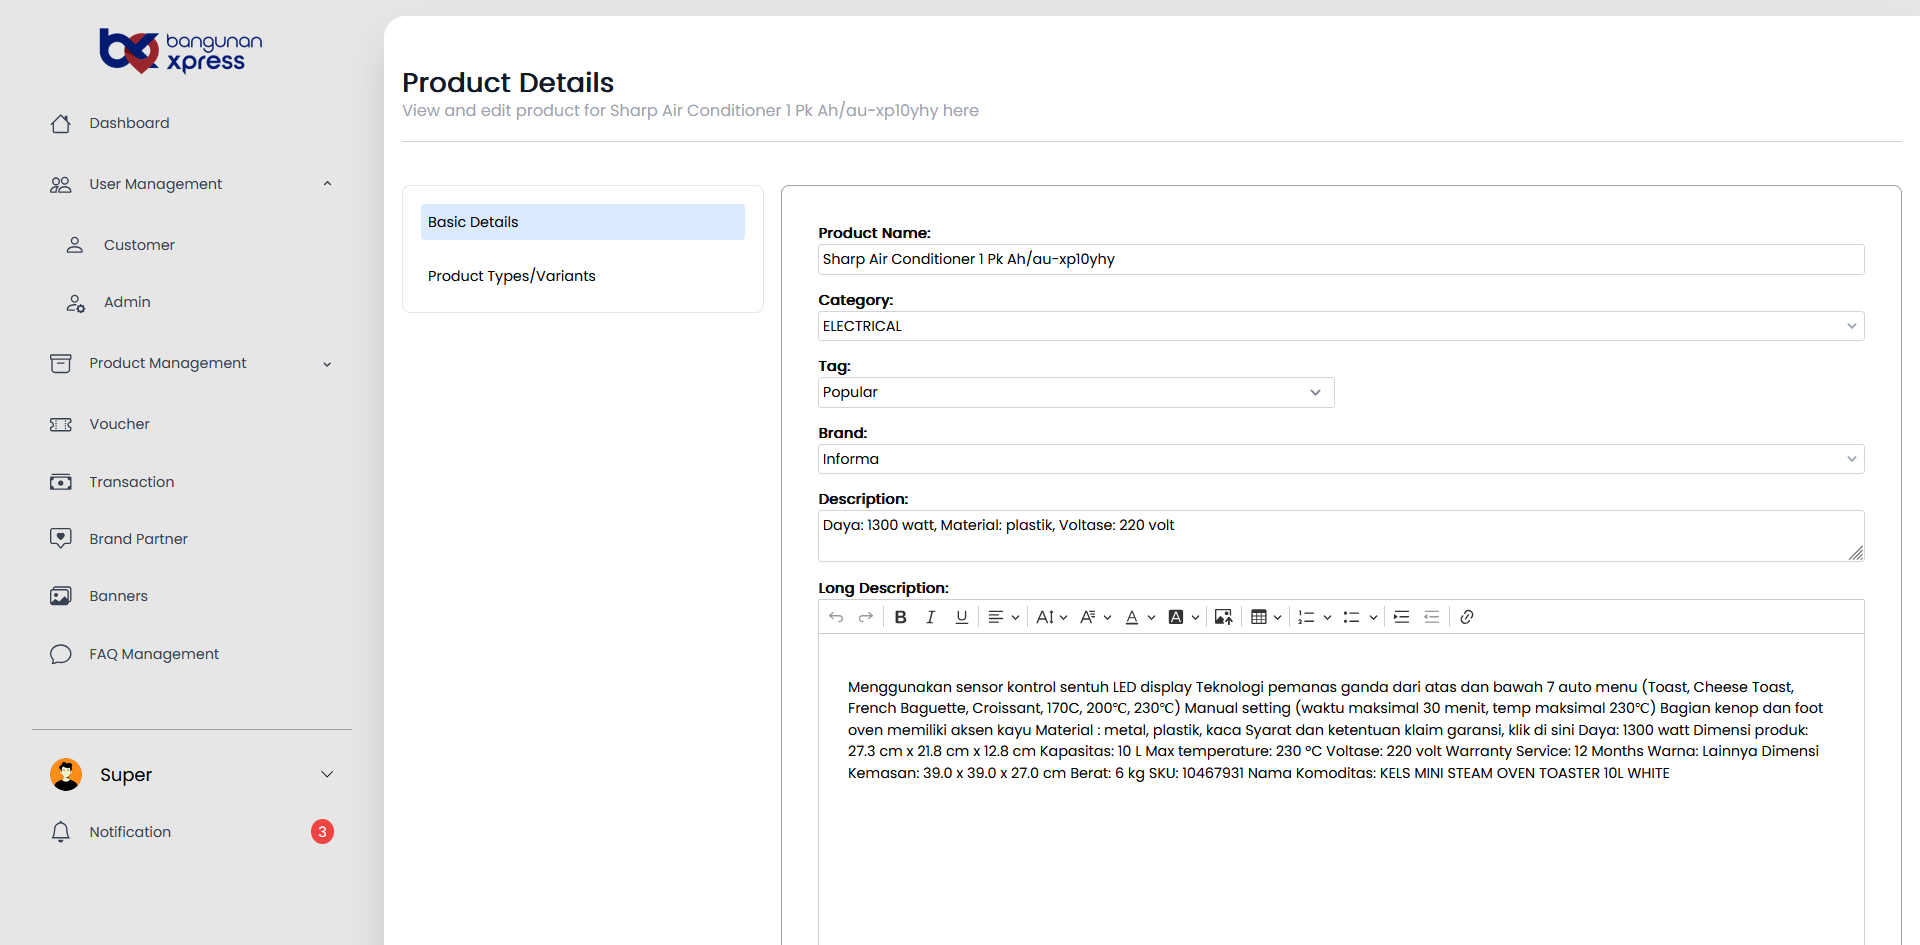 bangunan
xpress
Dashboard
User Management
Customer
Admin
Product Management
Voucher
Transaction
Brand Partner
Banners
FAQ Management
Super
Notification
3
Product Details
View and edit product for Sharp Air Conditioner 1 Pk Ah/au-xp10yhy here
Basic Details
Product Types/Variants
Product Name:
Sharp Air Conditioner 1 Pk Ah/au-xp10yhy
Category:
ELECTRICAL
Tag:
Popular
Brand:
Informa
Description:
Daya: 1300 watt, Material: plastik, Voltase: 220 volt
Long Description:
Menggunakan sensor kontrol sentuh LED display Teknologi pemanas ganda dari atas dan bawah 7 auto menu (Toast, Cheese Toast,
French Baguette, Croissant, 170C, 200℃, 230℃) Manual setting (waktu maksimal 30 menit, temp maksimal 230℃) Bagian kenop dan foot
oven memiliki aksen kayu Material : metal, plastik, kaca Syarat dan ketentuan klaim garansi, klik di sini Daya: 1300 watt Dimensi produk:
27.3 cm x 21.8 cm x 12.8 cm Kapasitas: 10 L Max temperature: 230 °C Voltase: 220 volt Warranty Service: 12 Months Warna: Lainnya Dimensi
Kemasan: 39.0 x 39.0 x 27.0 cm Berat: 6 kg SKU: 10467931 Nama Komoditas: KELS MINI STEAM OVEN TOASTER 10L WHITE